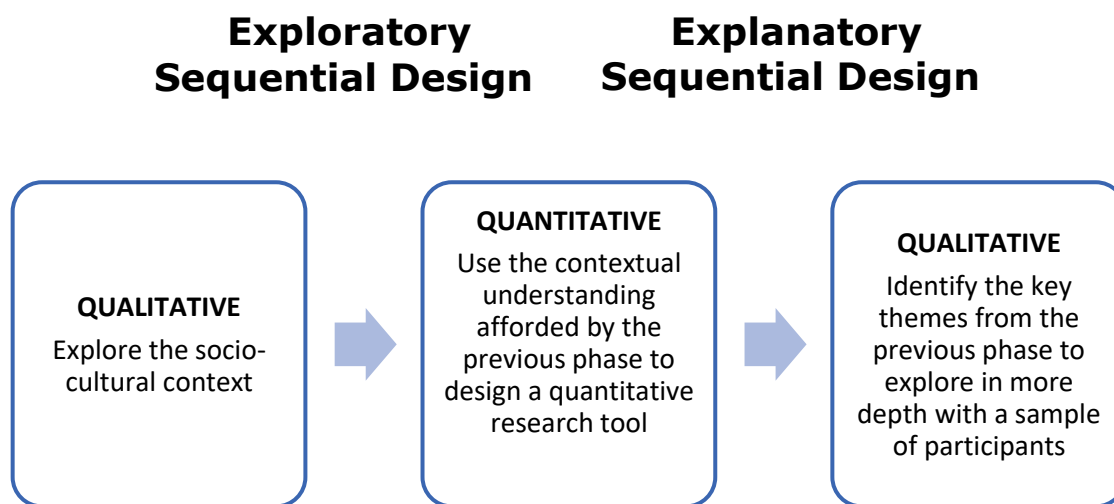 Exploratory
Sequential Design
Explanatory
Sequential Design
QUALITATIVE
Explore the socio-
cultural context
QUANTITATIVE
Use the contextual
understanding
afforded by the
previous phase to
design a quantitative
research tool
QUALITATIVE
Identify the key
themes from the
previous phase to
explore in more
depth with a sample
of participants